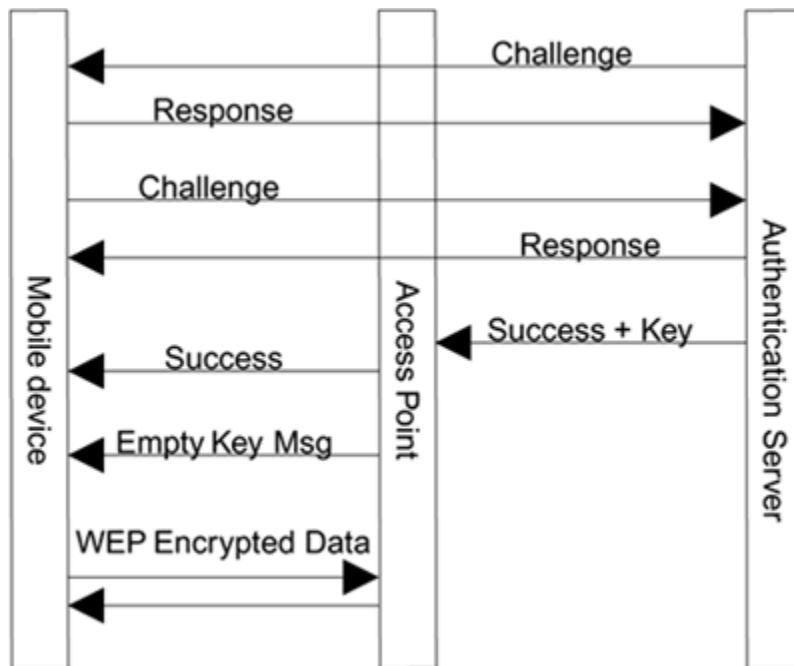 Challenge
Response
Challenge
Response
Success + Key
Success
Empty Key Msg
WEP Encrypted Data
Mobile device
Access Point
Authentication Server